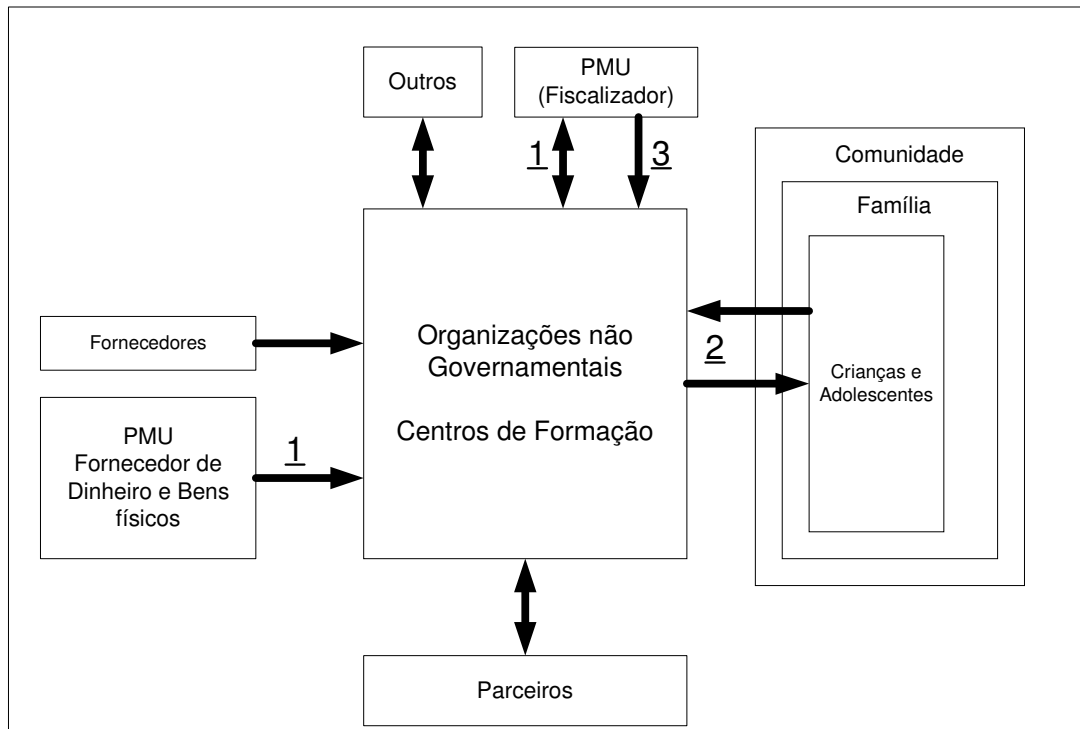 Outros
PMU
(Fiscalizador)
1
3
Comunidade
Família
Fornecedores
Organizações não
Governamentais
Centros de Formação
2
Crianças e
Adolescentes
PMU
Fornecedor de
Dinheiro e Bens
físicos
1
Parceiros